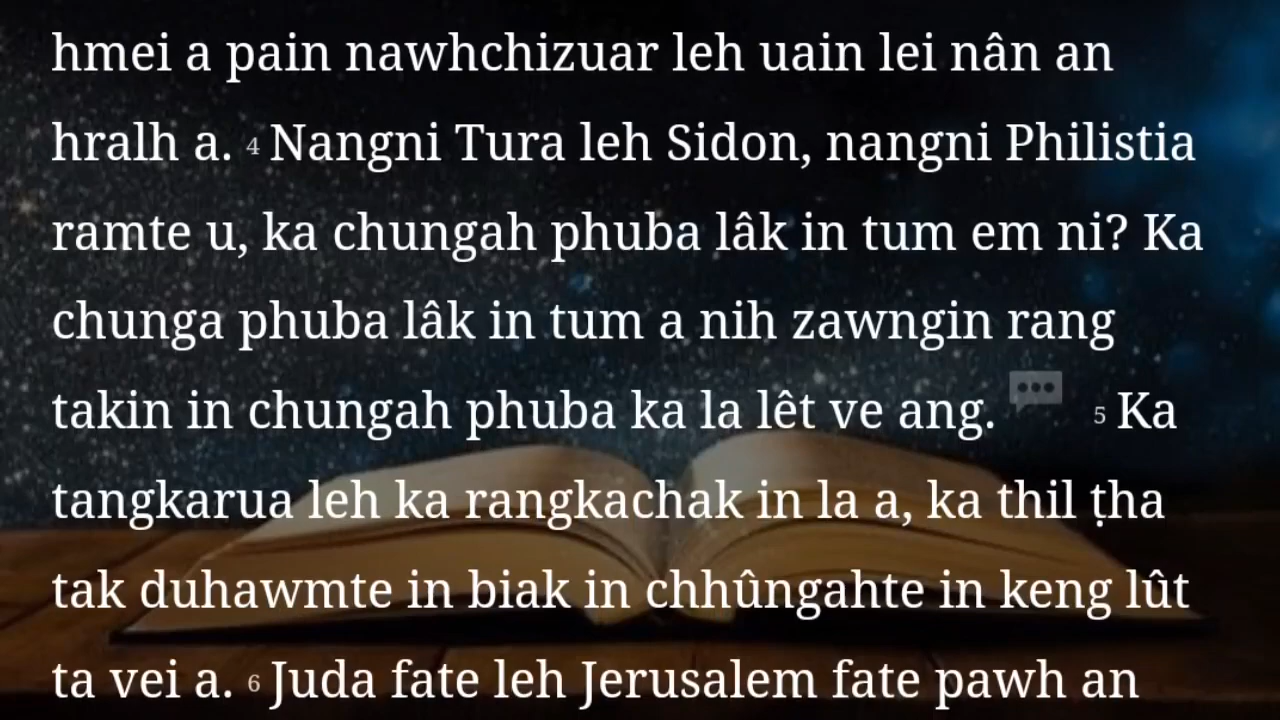 hmei a pain nawhchizuar leh uain lei nân an
hralh a. 4 Nangni Tura leh Sidon, nangni Philistia
ramte u, ka chungah phuba lâk in tum em ni? Ka
chunga phuba lâk in tum a nih zawngin rang
takin in chungah phuba ka la lêt ve ang. 5 Ka
tangkarua leh ka rangkachak in la a, ka thil ṭha
tak duhawmte in biak in chhûngahte in keng lût
ta vei a. 6 Juda fate leh Jerusalem fate pawh an